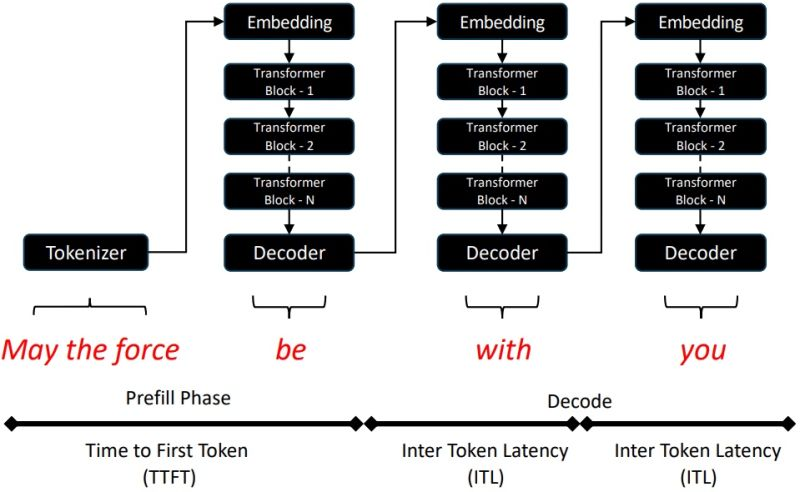 Embedding
Embedding
Embedding
Transformer
Block - 1
Transformer
Block - 1
Transformer
Block - 1
Transformer
Block - 2
Transformer
Block - 2
Transformer
Block - 2
Transformer
Block - N
Transformer
Block - N
Transformer
Block - N
Tokenizer
Decoder
Decoder
Decoder
May the force
be
with
you
Prefill Phase
Decode
Time to First Token
(TTFT)
Inter Token Latency
(ITL)
Inter Token Latency
(ITL)